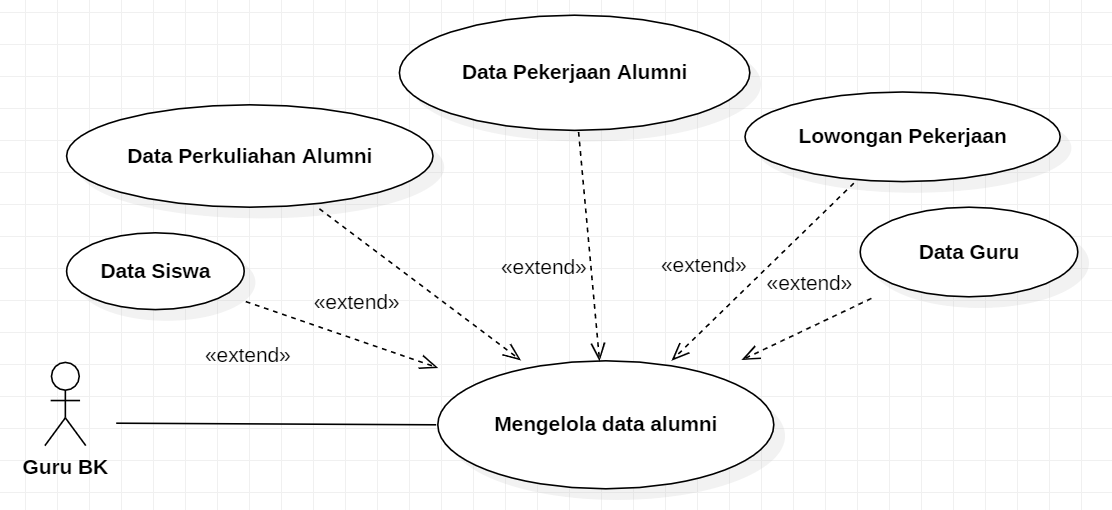 Data Pekerjaan Alumni
Lowongan Pekerjaan
Data Perkuliahan Alumni
Data Guru
Data Siswa
«extend»
«extend»
«extend»
«extend»
«extend»
Mengelola data alumni
Guru BK